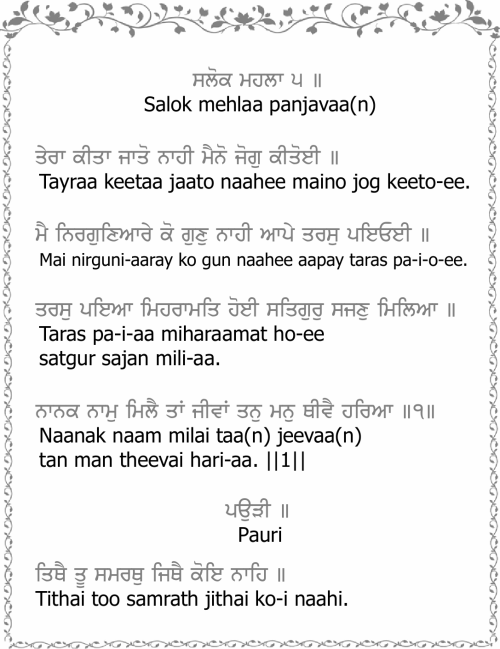 ਸਲੋਕ ਮਹਲਾ ੫ ॥
Salok mehlaa panjavaa(n)
ਤੇਰਾ ਕੀਤਾ ਜਾਤੋ ਨਾਹੀ ਮੈਨੋ ਜੋਗੁ ਕੀਤੋਈ ॥
Tayraa keetaa jaato naahee maino jog keeto-ee.
ਮੈ ਨਿਰਗੁਣਿਆਰੇ ਕੋ ਗੁਣੁ ਨਾਹੀ ਆਪੇ ਤਰਸੁ ਪਇਓਈ ॥
Mai nirguni-aaray ko gun naahee aapay taras pa-i-o-ee.
ਤਰਸੁ ਪਇਆ ਮਿਹਰਾਮਤਿ ਹੋਈ ਸਤਿਗੁਰੁ ਸਜਣੁ ਮਿਲਿਆ ॥
Taras pa-i-aa miharaamat ho-ee
satgur sajan mili-aa.
ਨਾਨਕ ਨਾਮੁ ਮਿਲੈ ਤਾਂ ਜੀਵਾਂ ਤਨੁ ਮਨੁ ਥੀਵੈ ਹਰਿਆ ॥੧॥
Naanak naam milai taa(n) jeevaa(n)
tan man theevai hari-aa. ||1||
ਪਉੜੀ ॥
Pauri
ਤਿਥੈ ਤੂ ਸਮਰਥੁ ਜਿਥੈ ਕੋਇ ਨਾਹਿ ॥
Tithai too samrath jithai ko-i naahi.